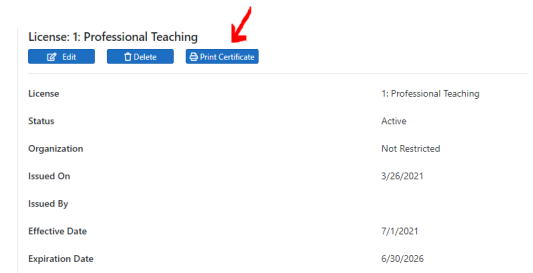 License: 1: Professional Teaching
Edit Delete Print Certificate
License 1: Professional Teaching
Status Active
Organization Not Restricted
Issued On 3/26/2021
Issued By
Effective Date 7/1/2021
Expiration Date 6/30/2026